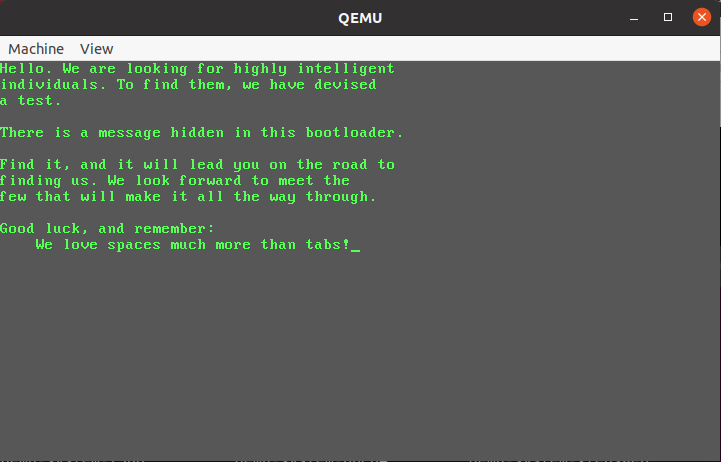 QEMU
Machine View
Hello. We are looking for highly intelligent
individuals. To find them, we have devised
a test.
There is a message hidden in this bootloader.
Find it, and it will lead you on the road to
finding us. We look forward to meet the
few that will make it all the way through.
Good luck, and remember:
We love spaces much more than tabs!_